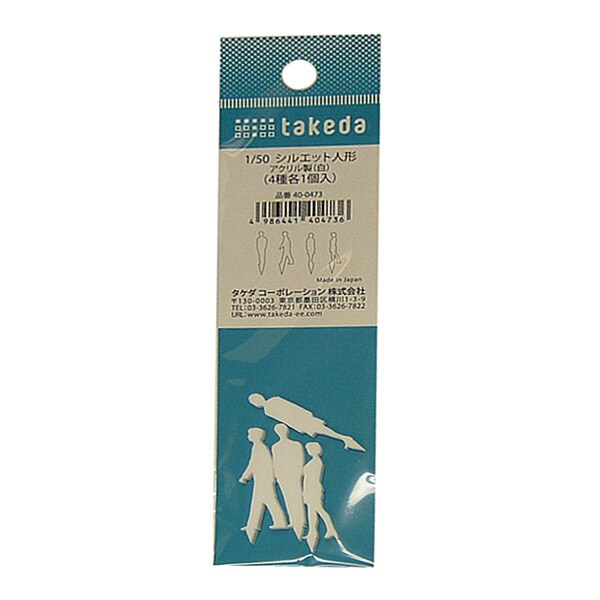 takeda
1/50 シルエット人形
アクリル製(白)
(4種各1個入)
品番 40-0473
4 986441 404736
Made in Japan
タケダ コーポレーション 株式会社
〒130-0003 東京都墨田区横川1-3-9
TEL:03-3626-7821 FAX:03-3626-7822
URL:www.takeda-ee.com